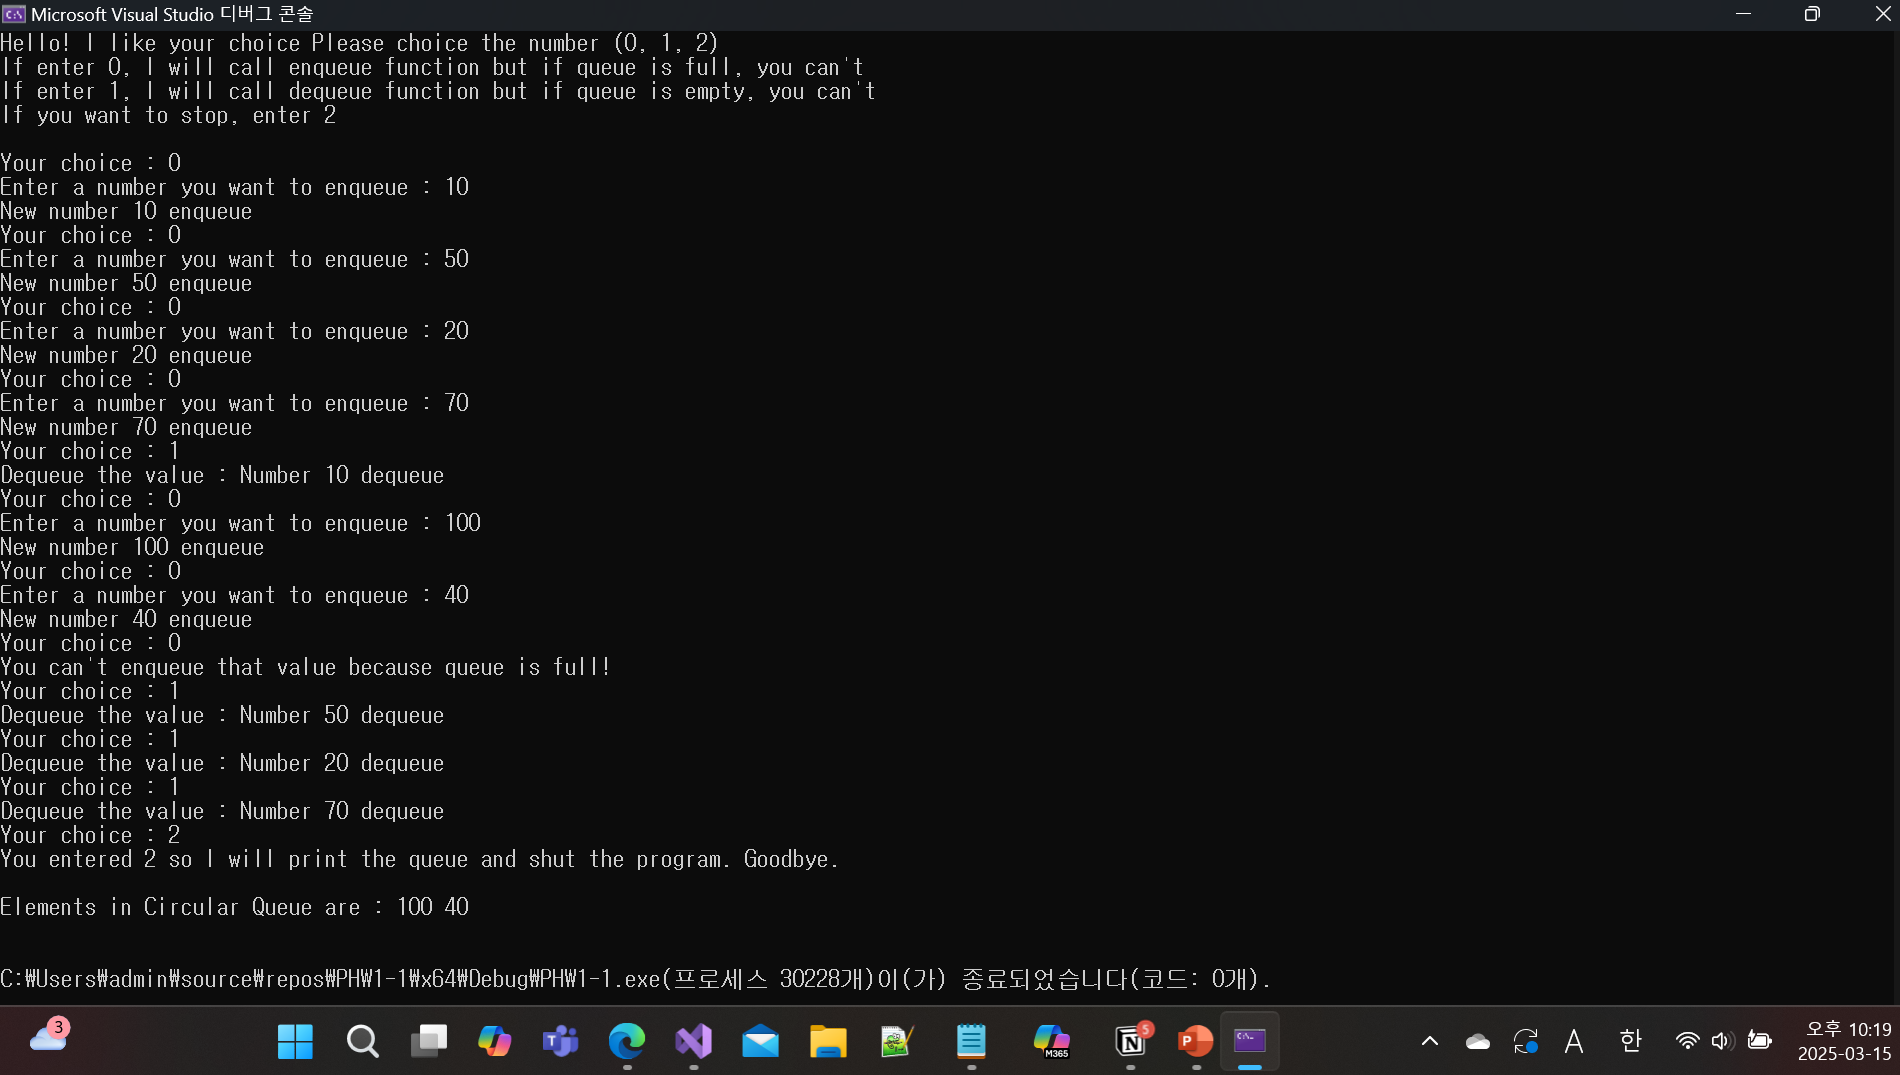 Microsoft Visual Studio 디버그 콘솔
Hello! I like your choice Please choice the number (0, 1, 2)
If enter 0, I will call enqueue function but if queue is full, you can't
If enter 1, I will call dequeue function but if queue is empty, you can't
If you want to stop, enter 2
Your choice : 0
Enter a number you want to enqueue : 10
New number 10 enqueue
Your choice : 0
Enter a number you want to enqueue : 50
New number 50 enqueue
Your choice : 0
Enter a number you want to enqueue : 20
New number 20 enqueue
Your choice : 0
Enter a number you want to enqueue : 70
New number 70 enqueue
Your choice : 1
Dequeue the value : Number 10 dequeue
Your choice : 0
Enter a number you want to enqueue : 100
New number 100 enqueue
Your choice : 0
Enter a number you want to enqueue : 40
New number 40 enqueue
Your choice : 0
You can't enqueue that value because queue is full!
Your choice : 1
Dequeue the value : Number 50 dequeue
Your choice : 1
Dequeue the value : Number 20 dequeue
Your choice : 1
Dequeue the value : Number 70 dequeue
Your choice : 2
You entered 2 so I will print the queue and shut the program. Goodbye.
Elements in Circular Queue are : 100 40
C:₩Users₩admin₩source₩repos₩PHW1-1₩x64₩Debug₩PHW1-1.exe(프로세스 30228개)이(가) 종료되었습니다(코드: 0개).
3
M365
5
A
한
오후 10:19
2025-03-15